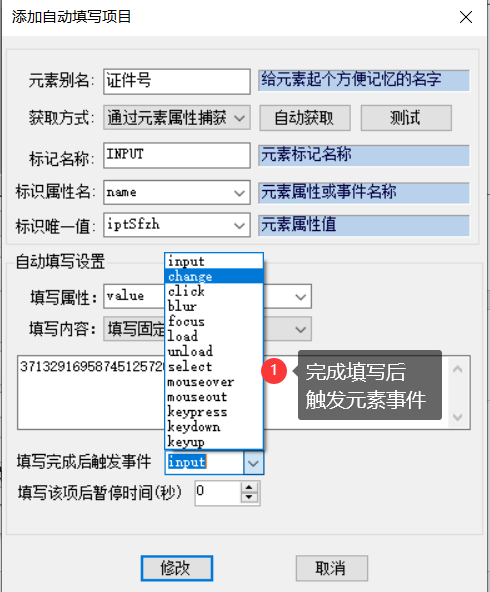 添加自动填写项目
元素别名: 证件号 给元素起个方便记忆的名字
获取方式: 通过元素属性捕获 自动获取 测试
标记名称: INPUT 元素标记名称
标识属性名: name 元素属性或事件名称
标识唯一值: iptSfzh 元素属性值
自动填写设置
填写属性: value
填写内容: 填写固定
input
change
click
blur
focus
load
unload
select
mouseover
mouseout
keypress
keydown
keyup
1 完成填写后
触发元素事件
填写完成后触发事件 input
填写该项后暂停时间(秒) 0
修改 取消